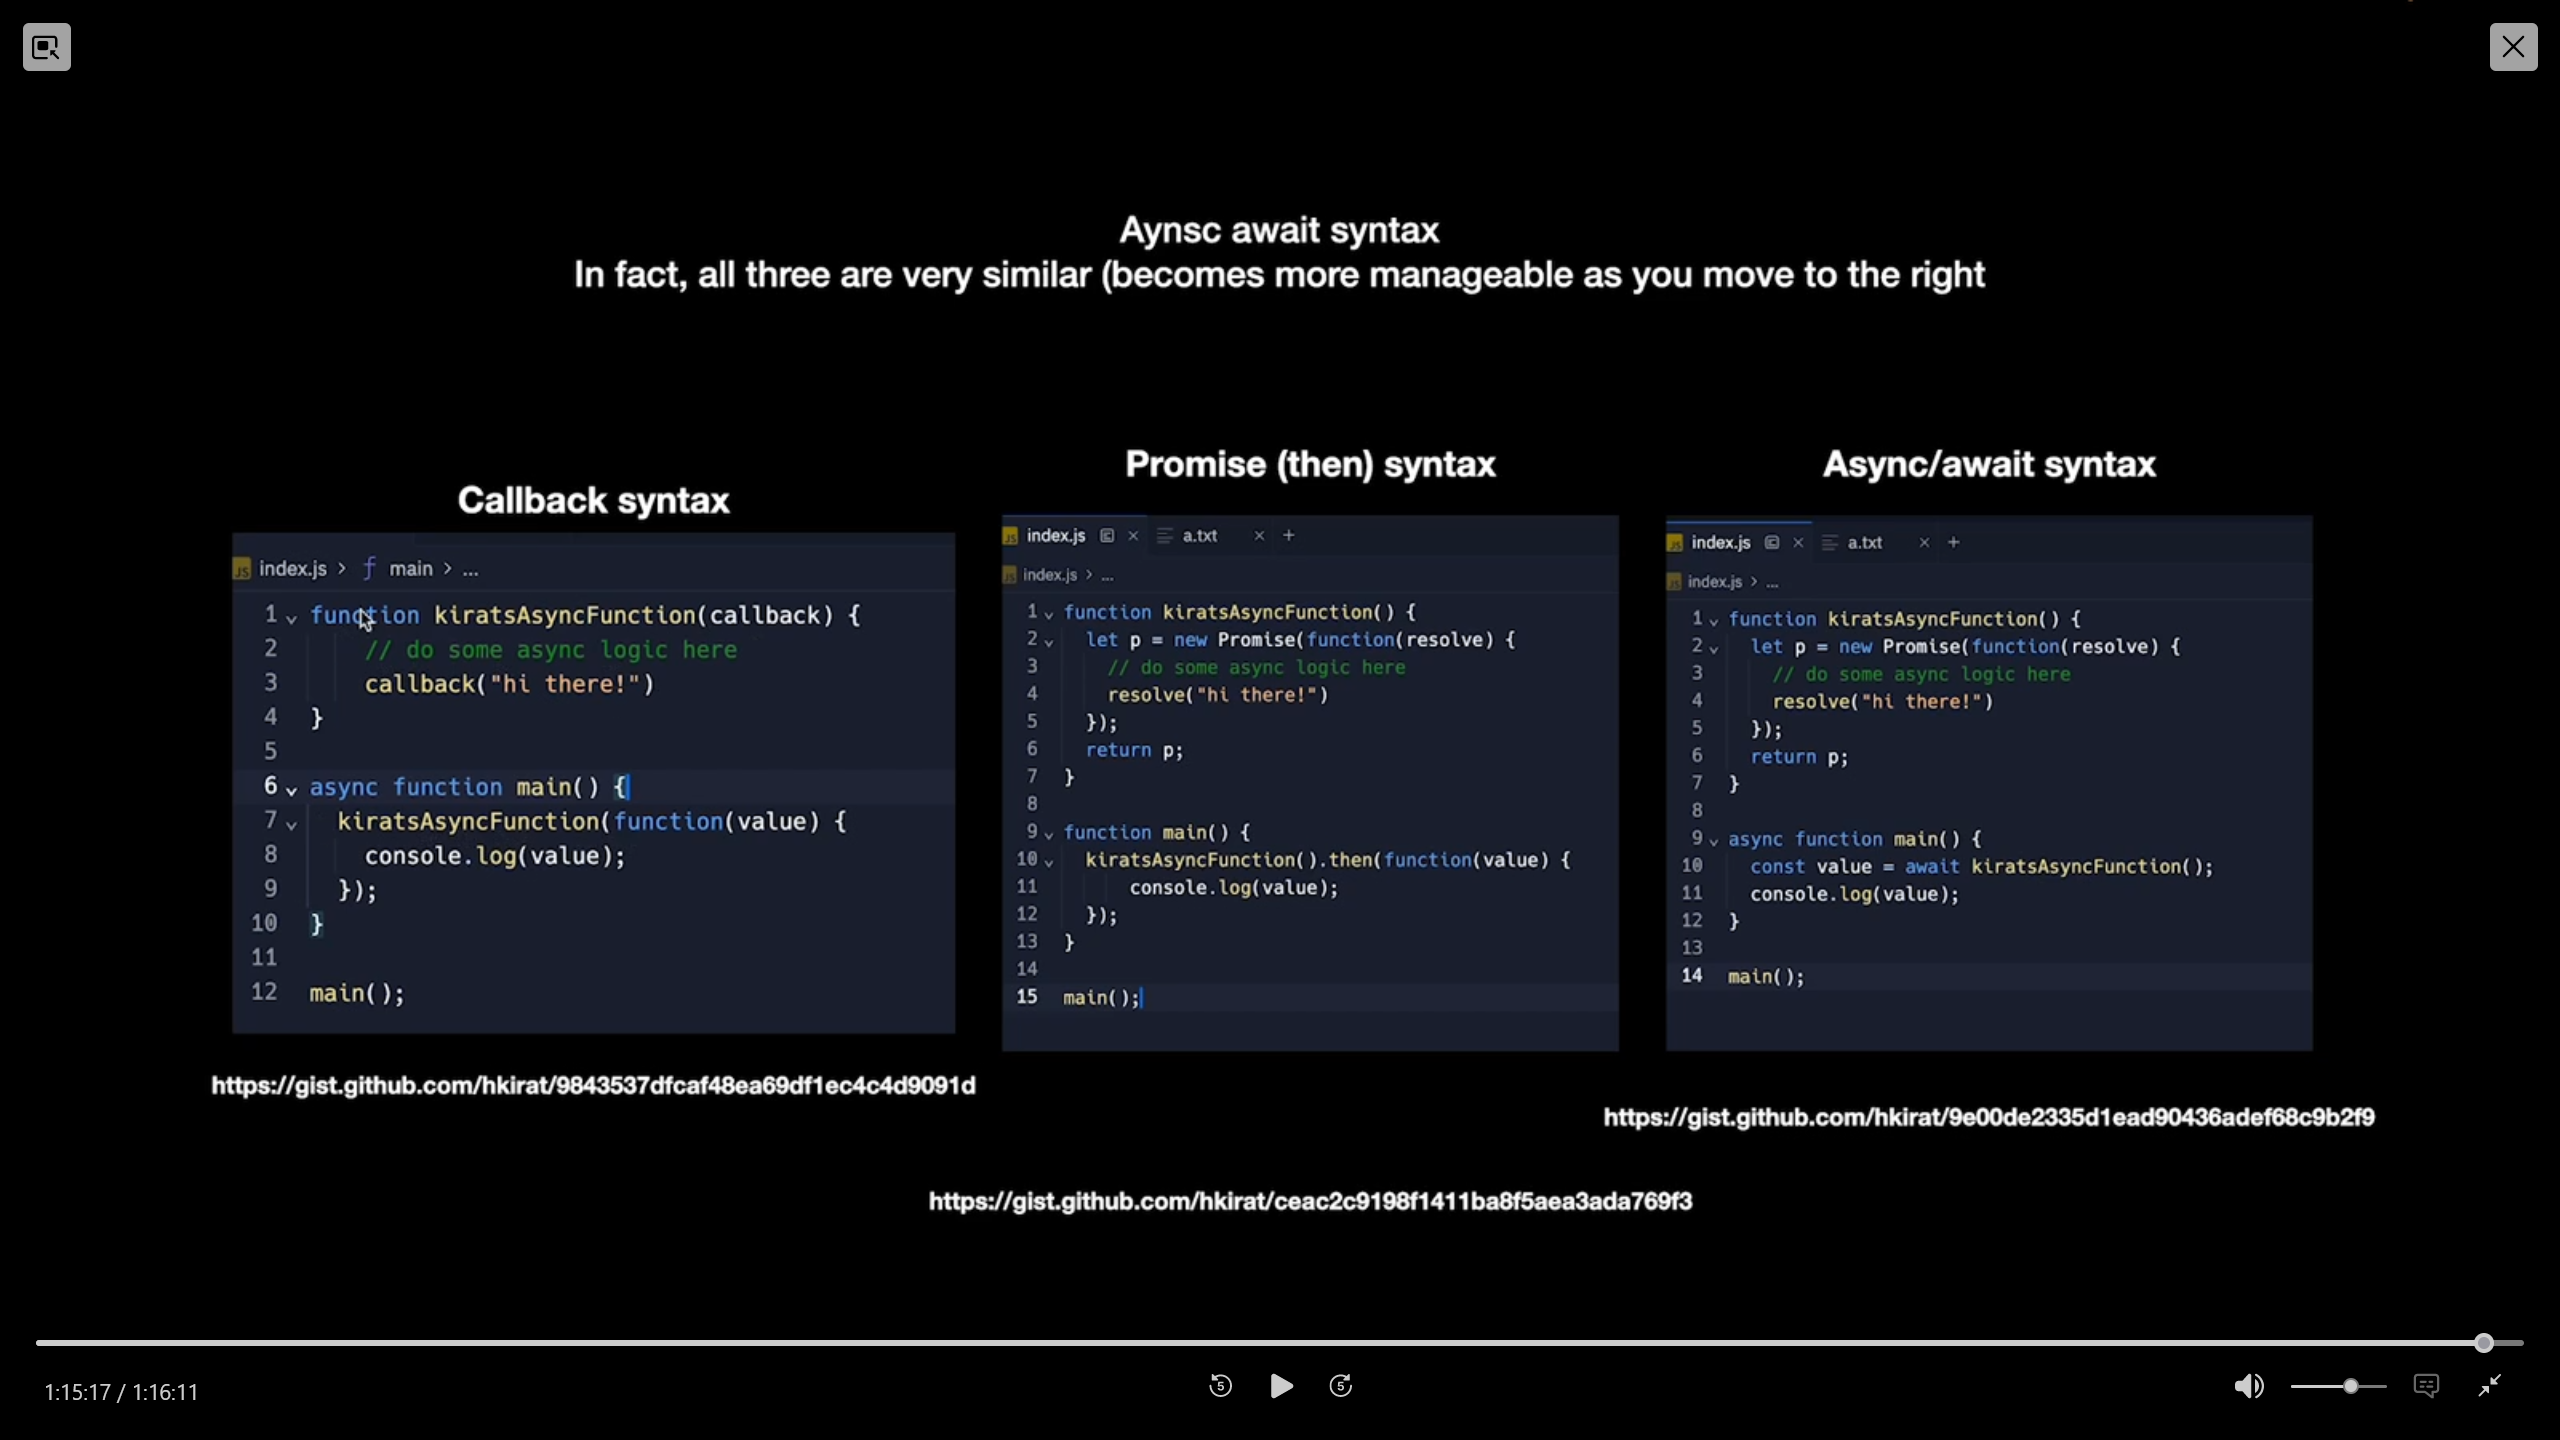 Aynsc await syntax
In fact, all three are very similar (becomes more manageable as you move to the right
Callback syntax
index.js > ƒ main > ...
1 function kiratsAsyncFunction(callback) {
2 // do some async logic here
3 callback("hi there!")
4 }
5
6 async function main() {
7 kiratsAsyncFunction(function(value) {
8 console.log(value);
9 });
10 }
11
12 main();
https://gist.github.com/hkirat/9843537dfcaf48ea69df1ec4c4d9091d
Promise (then) syntax
JS index.js a.txt +
JS index.js > ...
1 function kiratsAsyncFunction() {
2 let p = new Promise(function(resolve) {
3 // do some async logic here
4 resolve("hi there!")
5 });
6 return p;
7 }
8
9 function main() {
10 kiratsAsyncFunction().then(function(value) {
11 console.log(value);
12 });
13 }
14
15 main();
https://gist.github.com/hkirat/ceac2c9198f1411ba8f5aea3ada769f3
Async/await syntax
JS index.js a.txt +
JS index.js > ...
1 function kiratsAsyncFunction() {
2 let p = new Promise(function(resolve) {
3 // do some async logic here
4 resolve("hi there!")
5 });
6 return p;
7 }
8
9 async function main() {
10 const value = await kiratsAsyncFunction();
11 console.log(value);
12 }
13
14 main();
https://gist.github.com/hkirat/9e00de2335d1ead90436adef68c9b2f9
1:15:17 / 1:16:11
5
5